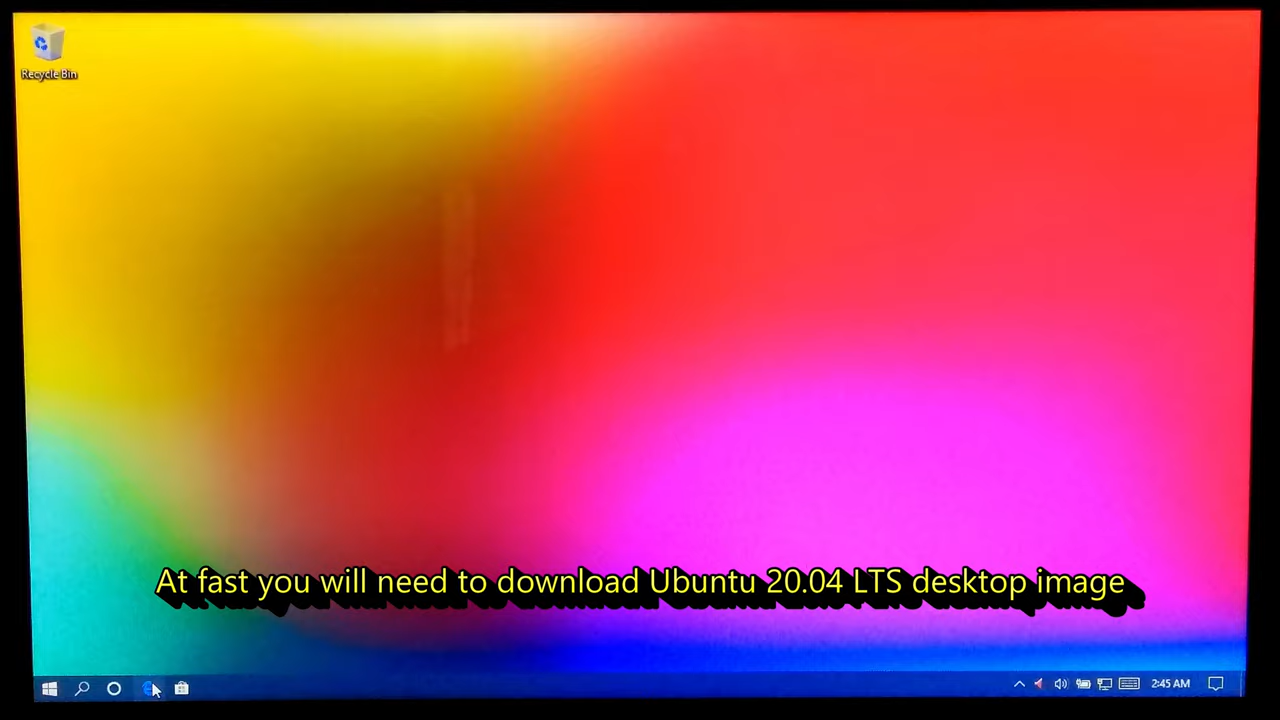 Recycle Bin
At fast you will need to download Ubuntu 20.04 LTS desktop image
2:45 AM